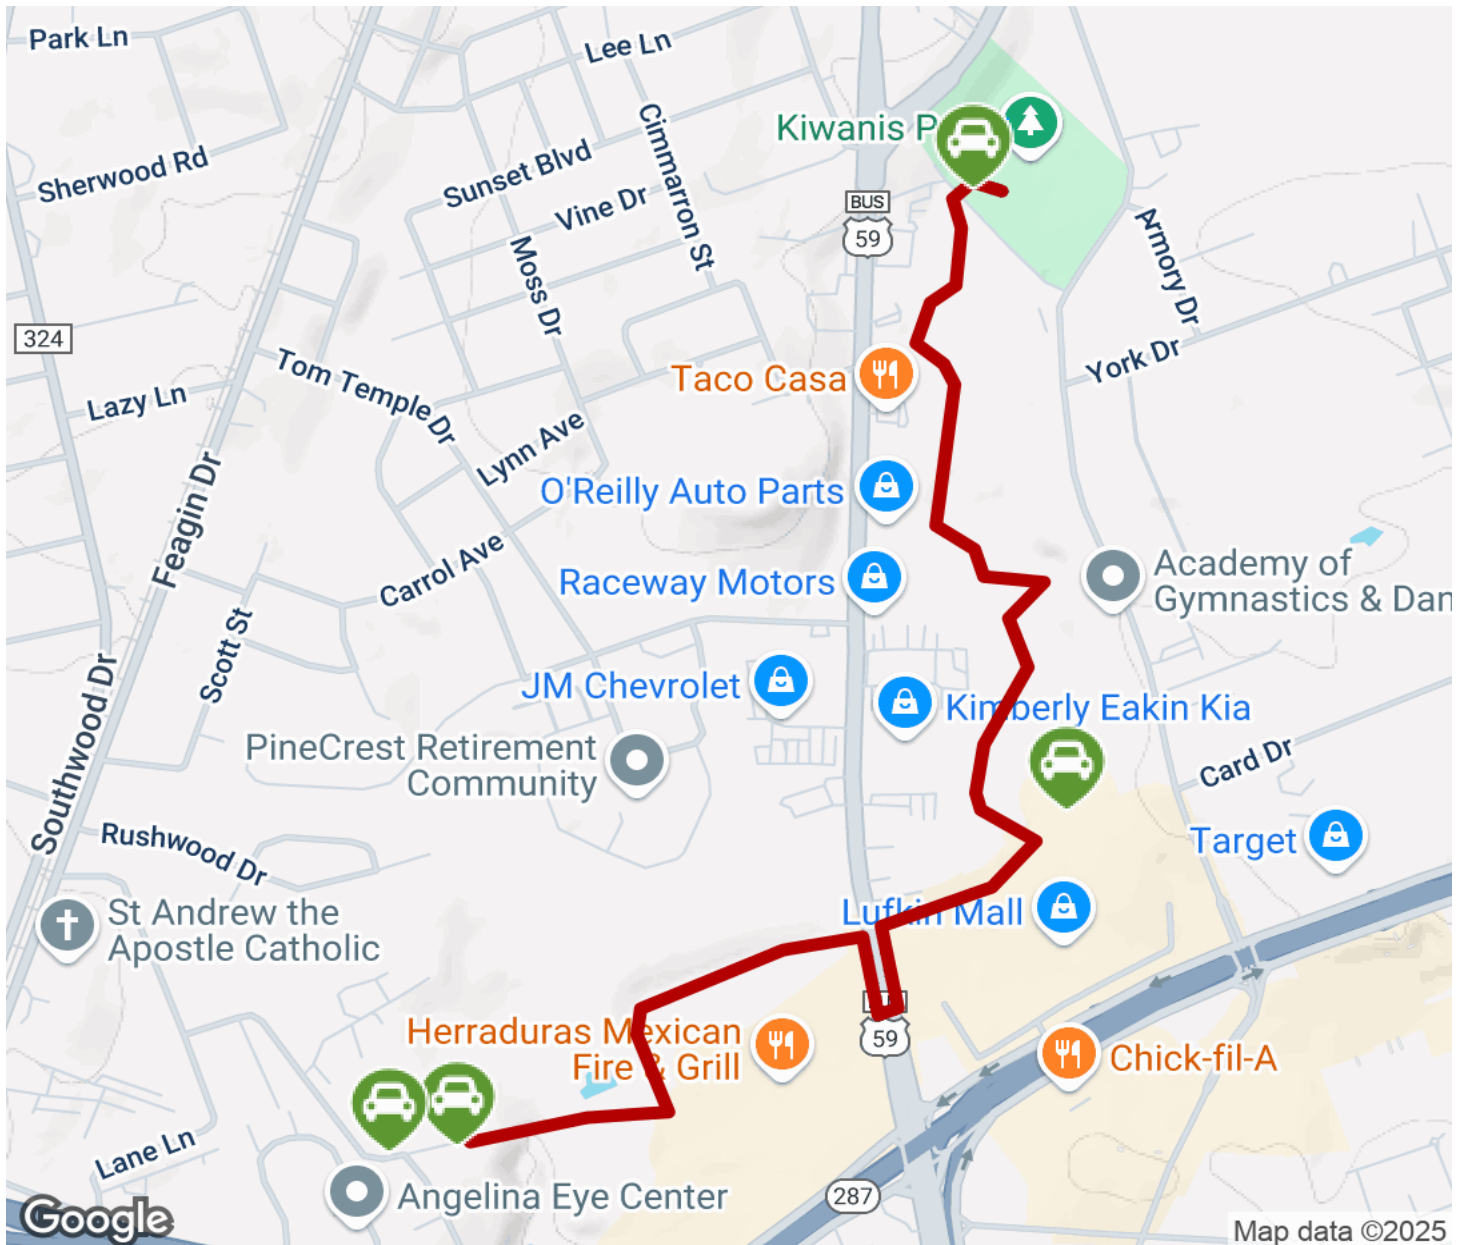 Park Ln
Lee Ln
Cimmarron St
Kiwanis P
Sherwood Rd
Sunset Blvd
Vine Dr
BUS
59
Armory Dr
Moss Dr
324
Tom Temple Dr
Taco Casa
York Dr
Lazy Ln
Lynn Ave
Feagin Dr
O'Reilly Auto Parts
Carrol Ave
Raceway Motors
Academy of
Gymnastics & Dan
Scott St
JM Chevrolet
Kimberly Eakin Kia
Southwood Dr
PineCrest Retirement
Community
Card Dr
Rushwood Dr
Target
St Andrew the
Apostle Catholic
Lufkin Mall
Herraduras Mexican
Fire & Grill
59
Chick-fil-A
Lane Ln
Angelina Eye Center
287
Google
Map data ©2025